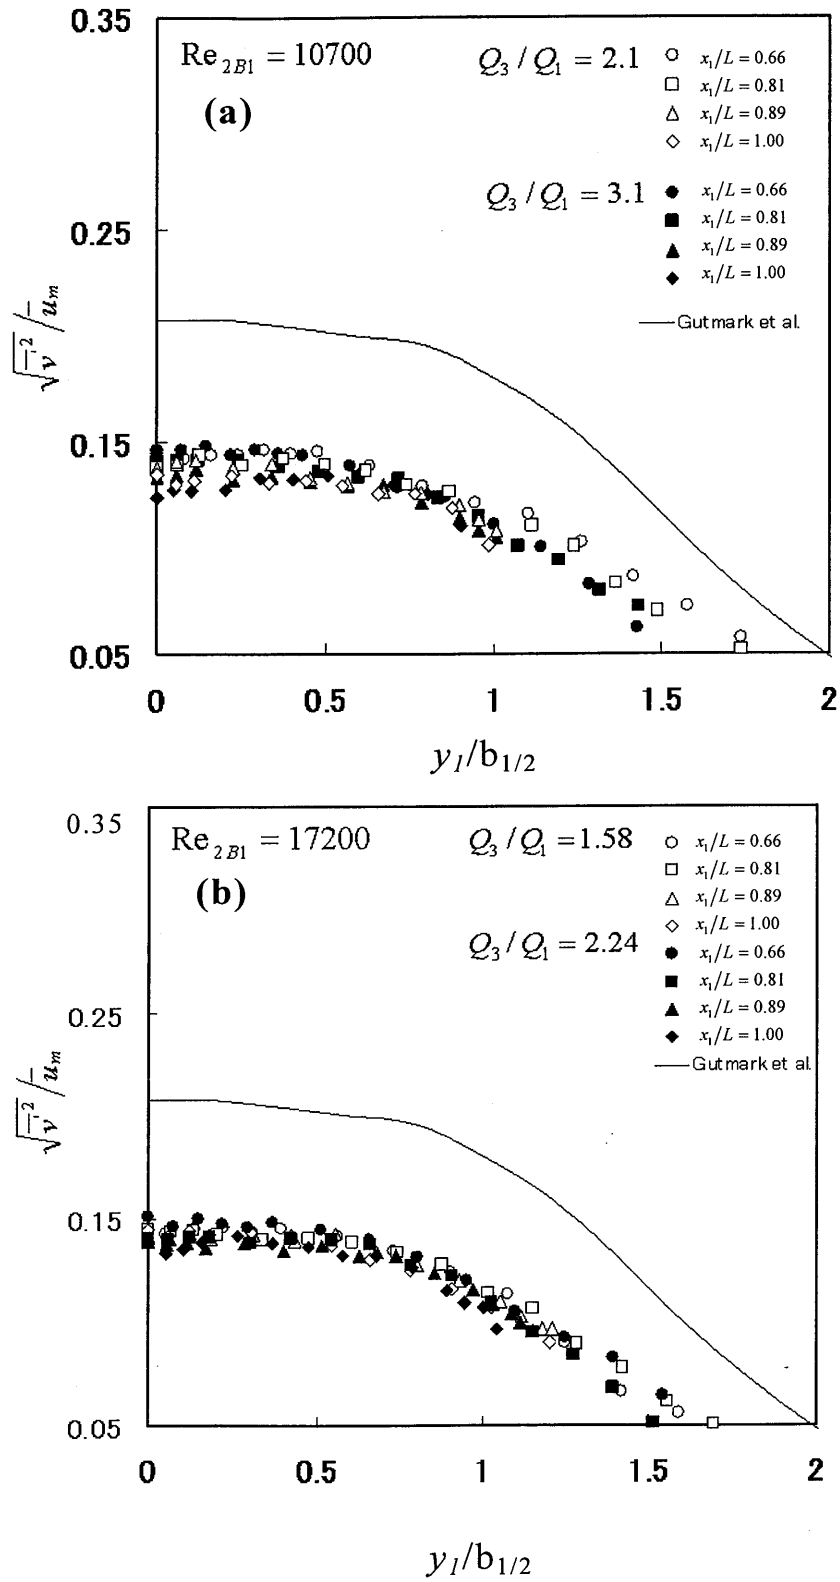 0.35
Re2B1 = 10700
Q3 / Q1 = 2.1
x1/L = 0.66
x1/L = 0.81
(a)
x1/L = 0.89
x1/L = 1.00
Q3 / Q1 = 3.1
x1/L = 0.66
x1/L = 0.81
0.25
x1/L = 0.89
x1/L = 1.00
Gutmark et al.
√v'2 / um
0.15
0.05
0
0.5
1
1.5
2
y1/b1/2
0.35
Re2B1 = 17200
Q3 / Q1 = 1.58
x1/L = 0.66
x1/L = 0.81
(b)
x1/L = 0.89
x1/L = 1.00
Q3 / Q1 = 2.24
x1/L = 0.66
x1/L = 0.81
0.25
x1/L = 0.89
x1/L = 1.00
Gutmark et al.
√v'2 / um
0.15
0.05
0
0.5
1
1.5
2
y1/b1/2